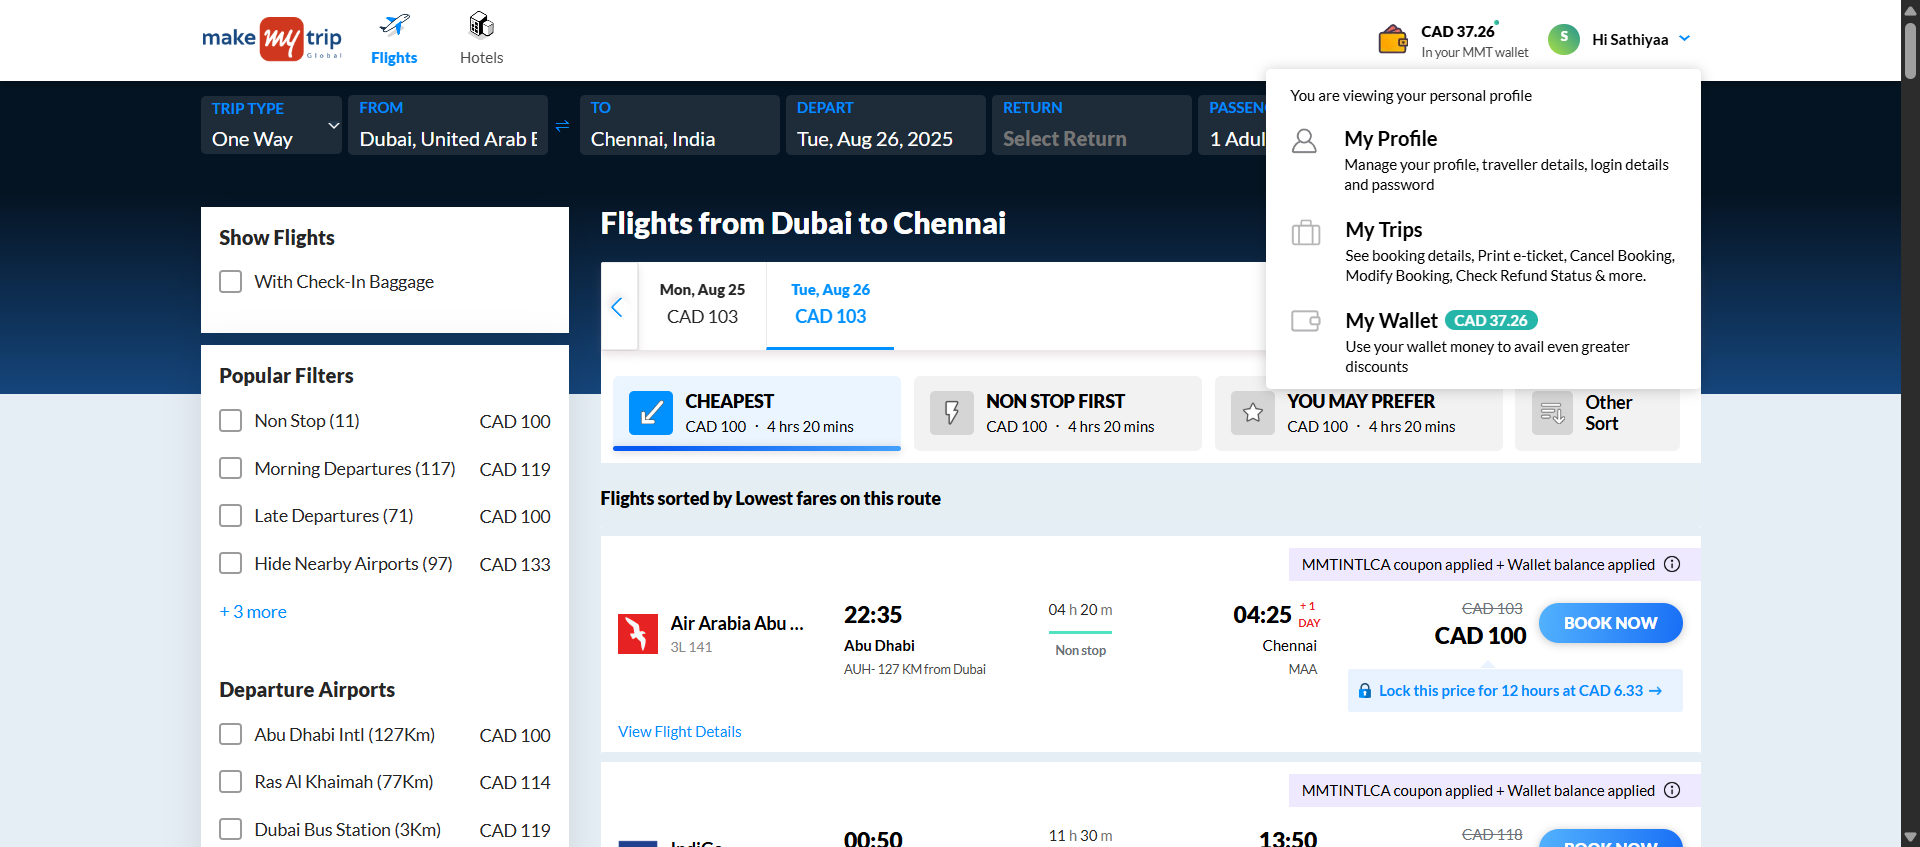 make my trip
Global
Flights
Hotels
CAD 37.26
In your MMT wallet
S
Hi Sathiyaa
You are viewing your personal profile
My Profile
Manage your profile, traveller details, login details
and password
My Trips
See booking details, Print e-ticket, Cancel Booking,
Modify Booking, Check Refund Status & more.
My Wallet CAD 37.26
Use your wallet money to avail even greater
discounts
TRIP TYPE
One Way
FROM
Dubai, United Arab E
TO
Chennai, India
DEPART
Tue, Aug 26, 2025
RETURN
Select Return
PASSEN
1 Adul
Show Flights
With Check-In Baggage
Popular Filters
Non Stop (11) CAD 100
Morning Departures (117) CAD 119
Late Departures (71) CAD 100
Hide Nearby Airports (97) CAD 133
+ 3 more
Departure Airports
Abu Dhabi Intl (127Km) CAD 100
Ras Al Khaimah (77Km) CAD 114
Dubai Bus Station (3Km) CAD 119
Flights from Dubai to Chennai
Mon, Aug 25
CAD 103
Tue, Aug 26
CAD 103
CHEAPEST
CAD 100 · 4 hrs 20 mins
NON STOP FIRST
CAD 100 · 4 hrs 20 mins
YOU MAY PREFER
CAD 100 · 4 hrs 20 mins
Other
Sort
Flights sorted by Lowest fares on this route
MMTINTLCA coupon applied + Wallet balance applied
Air Arabia Abu ...
3L 141
22:35
Abu Dhabi
AUH- 127 KM from Dubai
04 h 20 m
Non stop
04:25 + 1
DAY
Chennai
MAA
CAD 103
CAD 100
BOOK NOW
Lock this price for 12 hours at CAD 6.33 →
View Flight Details
MMTINTLCA coupon applied + Wallet balance applied
IndiGo
00:50
11 h 30 m
13:50
CAD 118
BOOK NOW